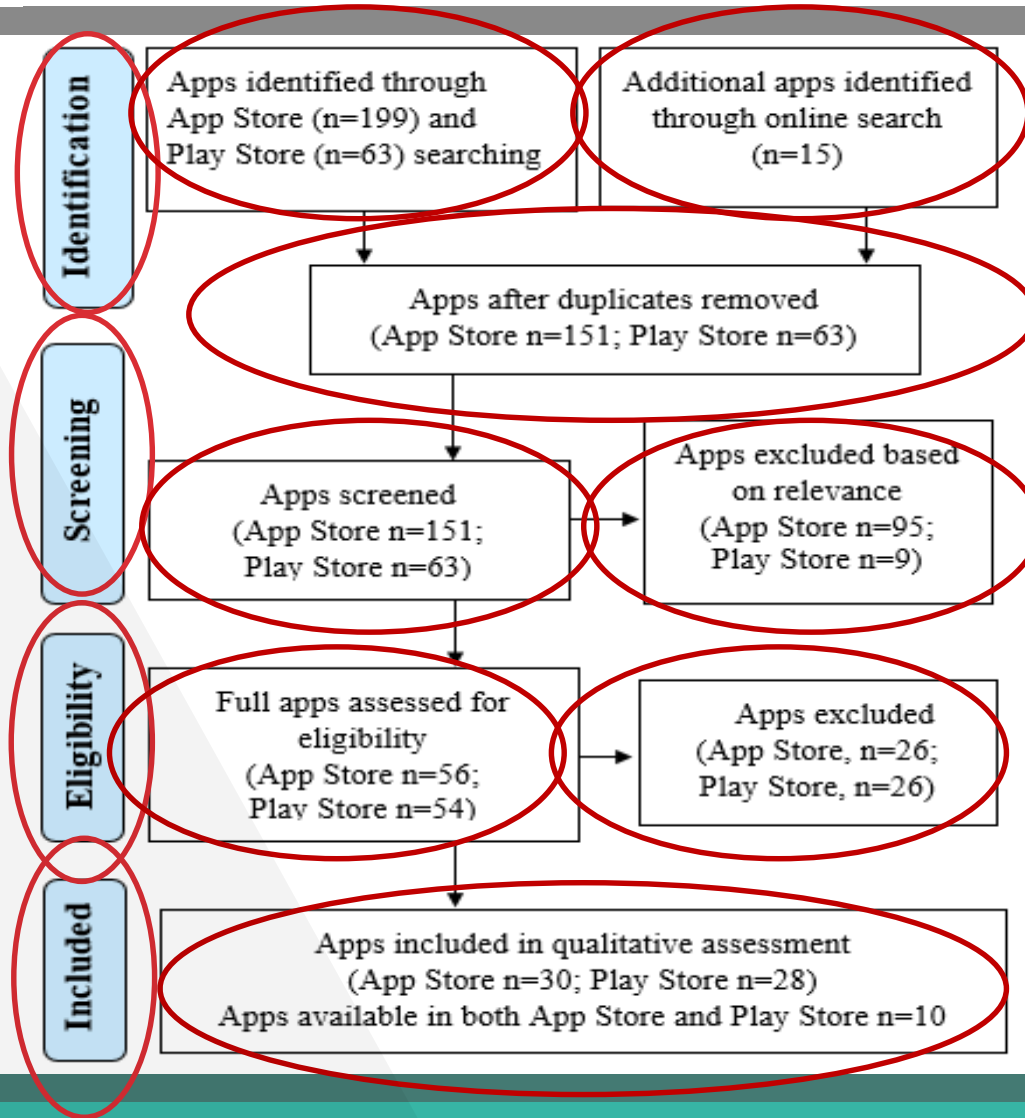 Identification
Apps identified through
App Store (n=199) and
Play Store (n=63) searching
Additional apps identified
through online search
(n=15)
Apps after duplicates removed
(App Store n=151; Play Store n=63)
Screening
Apps screened
(App Store n=151;
Play Store n=63)
Apps excluded based
on relevance
(App Store n=95;
Play Store n=9)
Eligibility
Full apps assessed for
eligibility
(App Store n=56;
Play Store n=54)
Apps excluded
(App Store, n=26;
Play Store, n=26)
Included
Apps included in qualitative assessment
(App Store n=30; Play Store n=28)
Apps available in both App Store and Play Store n=10